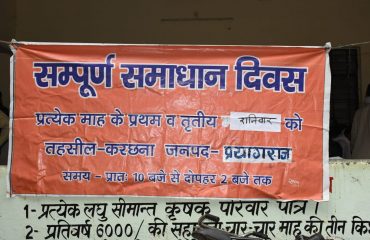 सम्पूर्ण समाधान दिवस
प्रत्येक माह के प्रथम व तृतीय शनिवार को
तहसील-करछना जनपद- प्रयागराज
समय - प्रातः 10 बजे से दोपहर 2 बजे तक
1- प्रत्येक लघु सीमान्त कृषक परिवार पात्र ।
2- प्रतिवर्ष 6000/ की चार-चार माह की तीन